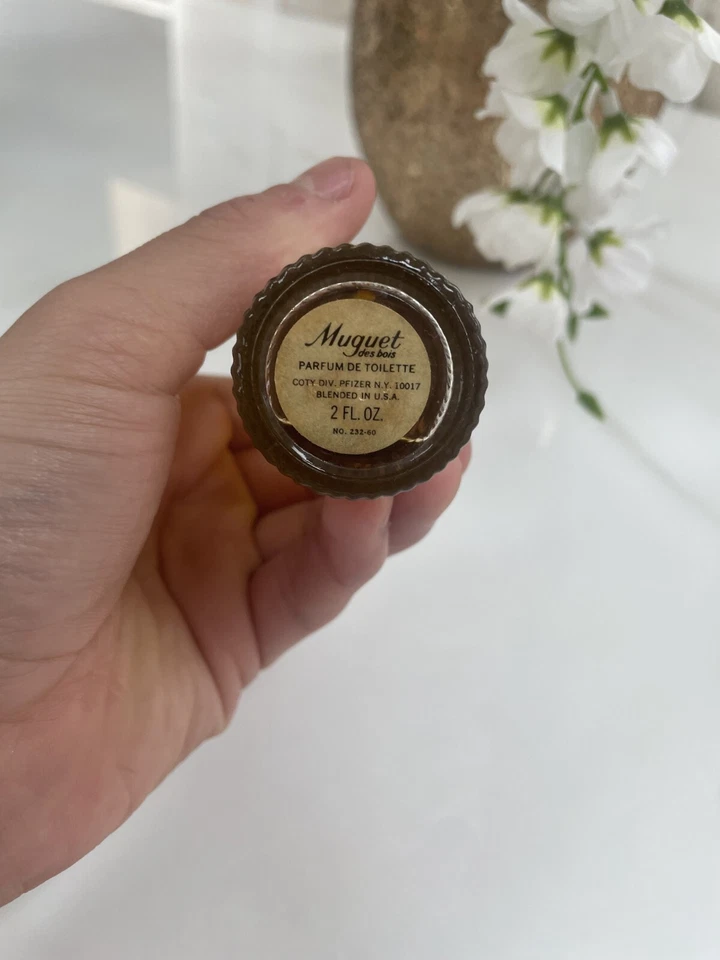 Muguet
des bois
PARFUM DE TOILETTE
COTY DIV. PFIZER N.Y. 10017
BLENDED IN U.S.A.
2 FL. OZ.
NO. 232-60